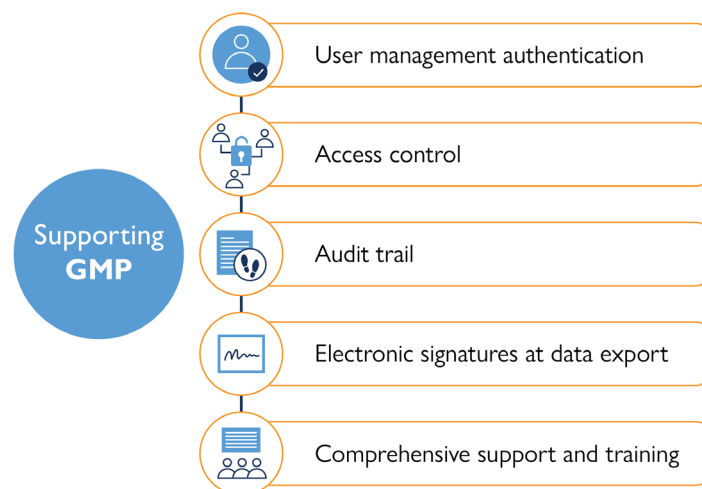 Supporting
GMP
User management authentication
Access control
Audit trail
Electronic signatures at data export
Comprehensive support and training